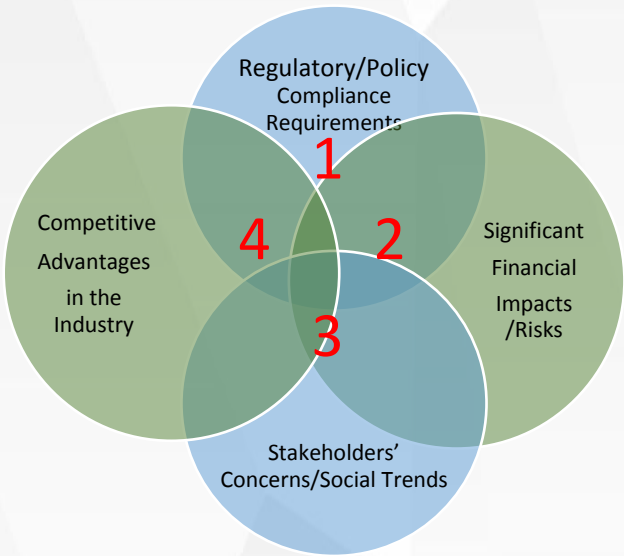 Regulatory/Policy
Compliance
Requirements
1
Competitive
Advantages
in the
Industry
4
2
Significant
Financial
Impacts
/Risks
3
Stakeholders’
Concerns/Social Trends